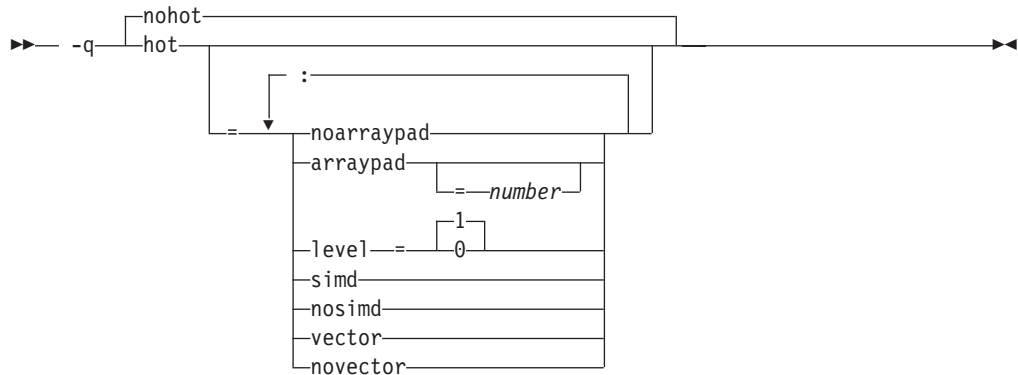 nohot
-q hot
:
= noarraypad
arraypad
= number
1
level = 0
simd
nosimd
vector
novector